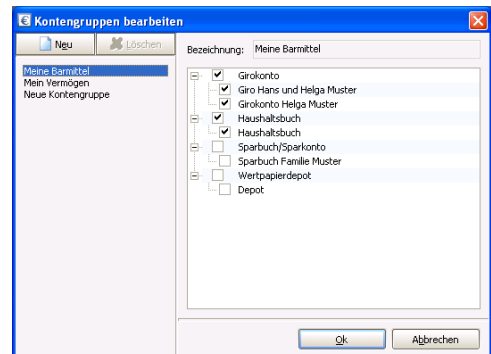 Kontengruppen bearbeiten
Neu
Löschen
Bezeichnung: Meine Barmittel
Meine Barmittel
Mein Vermögen
Neue Kontengruppe
Girokonto
Giro Hans und Helga Muster
Girokonto Helga Muster
Haushaltsbuch
Haushaltsbuch
Sparbuch/Sparkonto
Sparbuch Familie Muster
Wertpapierdepot
Depot
Ok
Abbrechen